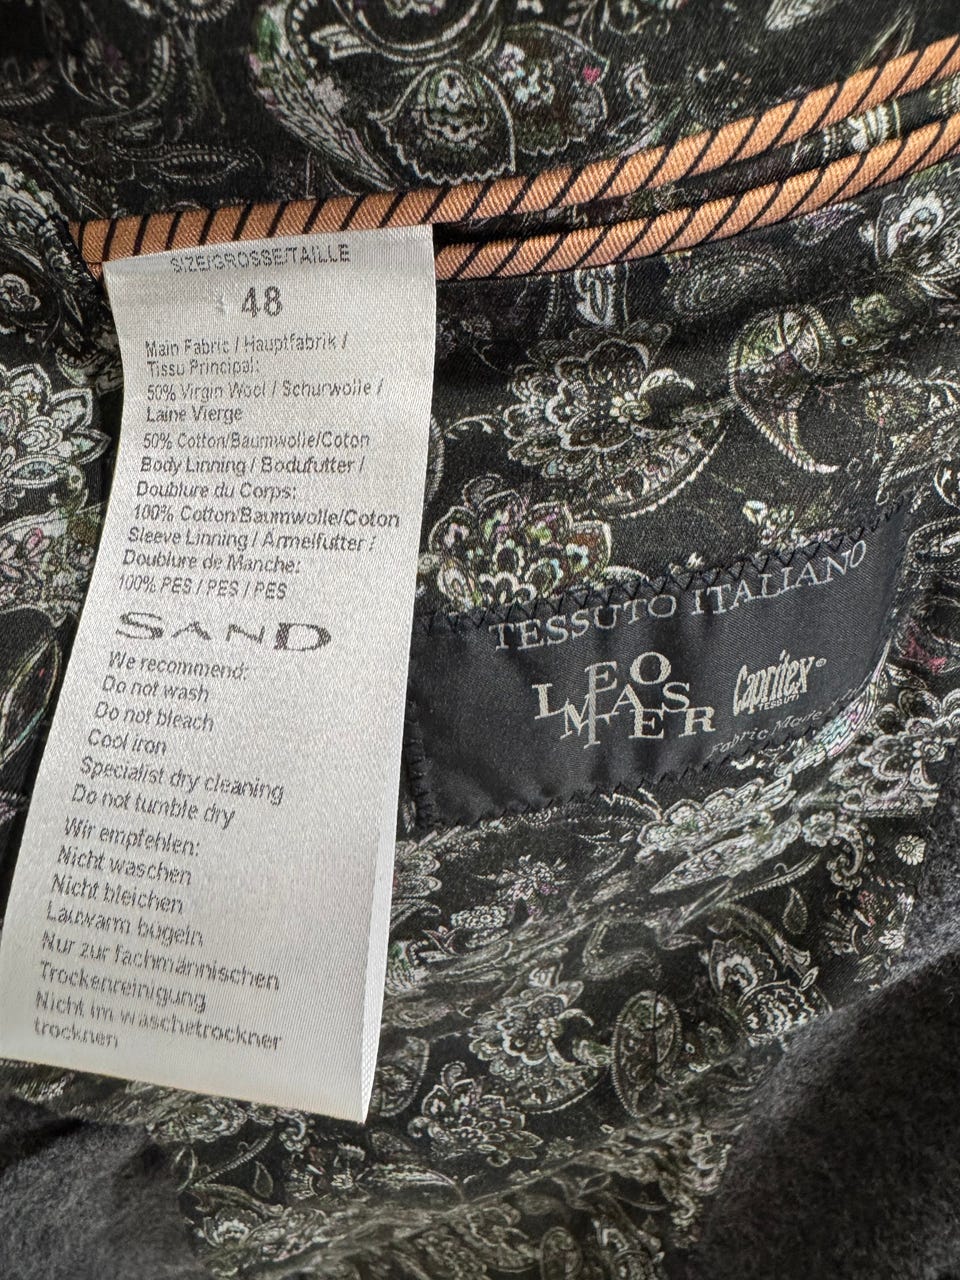 SIZE/GROSSE/TAILLE
48
Main Fabric / Hauptfabrik /
Tissu Principal:
50% Virgin Wool / Schurwolle /
Laine Vierge
50% Cotton/Baumwolle/Coton
Body Linning / Bodufutter /
Doublure du Corps:
100% Cotton/Baumwolle/Coton
Sleeve Linning / Armelfutter :
Doublure de Manche:
100% PES / PES / PES
SAND
We recommend:
Do not wash
Do not bleach
Cool iron
Specialist dry cleaning
Do not tumble dry
Wir empfehlen:
Nicht waschen
Nicht bleichen
Lauwarm bugeln
Nur zur fachmännischen
Trockenreinigung
Nicht im waschetrockner
trocknen
TESSUTO ITALIANO
LEO MASTER
Capritex®
TESSUTI
Fabric Made